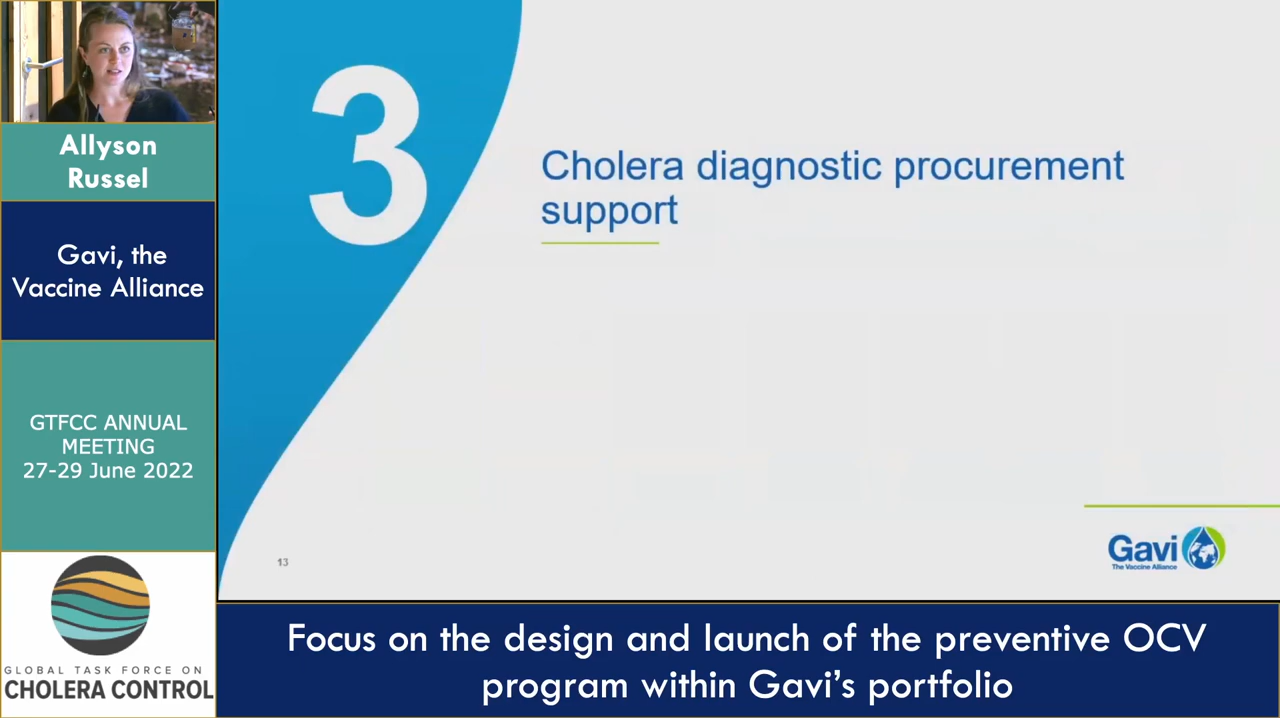 Allyson
Russel
Gavi, the
Vaccine Alliance
GTFCC ANNUAL
MEETING
27-29 June 2022
GLOBAL TASK FORCE ON
CHOLERA CONTROL
3
Cholera diagnostic procurement
support
13
Gavi
The Vaccine Alliance
Focus on the design and launch of the preventive OCV
program within Gavi’s portfolio